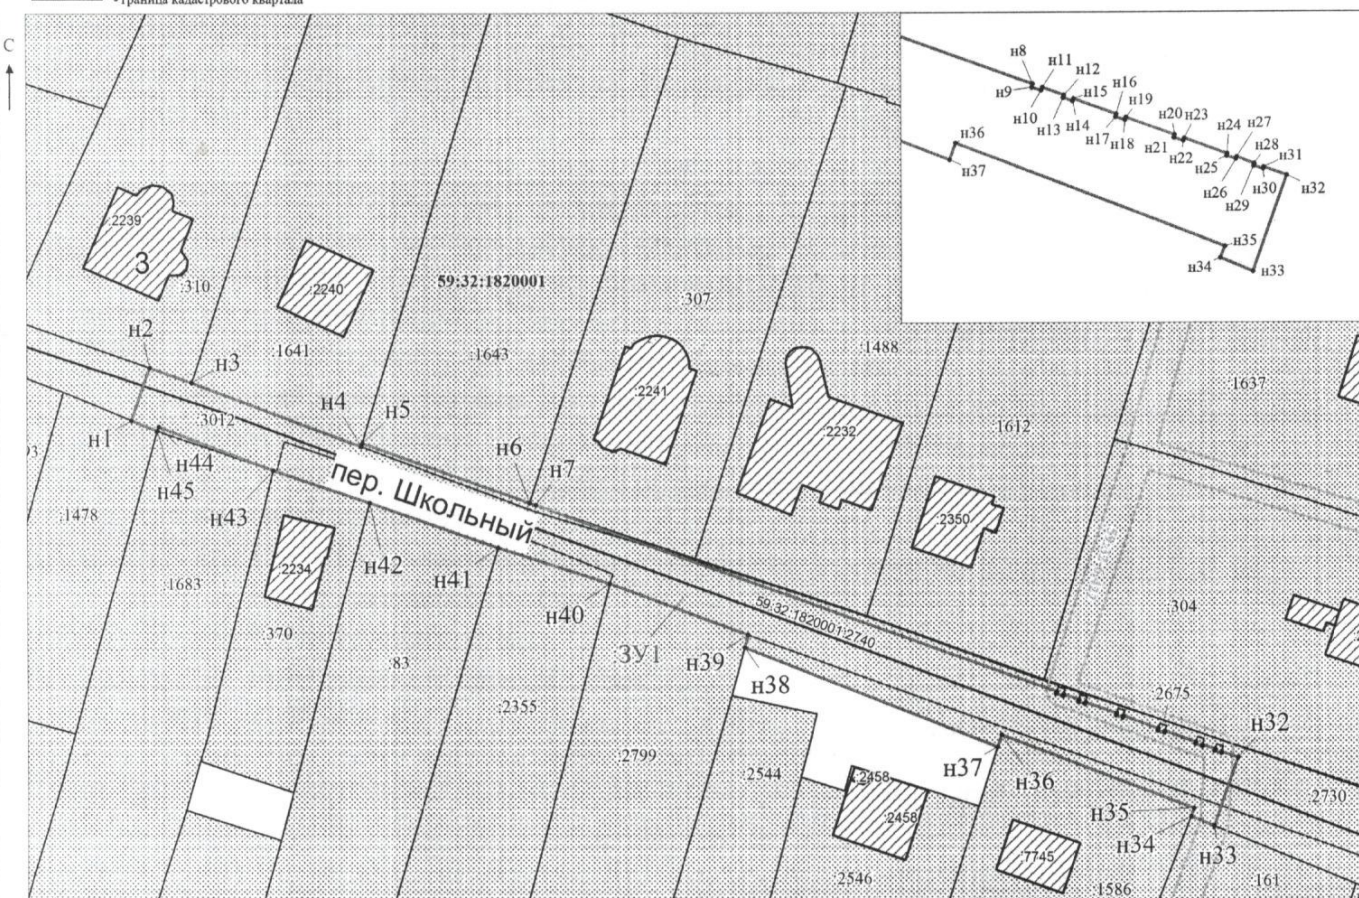 - граница кадастрового квартала
С
н8
н11
н12
н9
н15
н16
н19
н10
н13
н14
н20
н23
н17
н18
н24
н27
н21
н22
н28
н25
н31
н36
н26
н30
н32
н37
н29
н35
н34
н33
:2239
3
:310
:2240
59:32:1820001
:307
н2
н3
:1641
:1643
:1488
:1637
н4
н5
:2241
:3012
:2232
:1612
н1
н44
н6
н7
н45
пер. Школьный
н43
:2350
:1478
н42
н41
:1683
2234
:304
н40
59:32:1820001:2740
:370
:ЗУ1
н39
:83
н38
:2675
н32
:2355
:2799
н37
н36
:2544
:2458
:2730
н35
:2458
н34
н33
:7745
:2546
:1586
:161